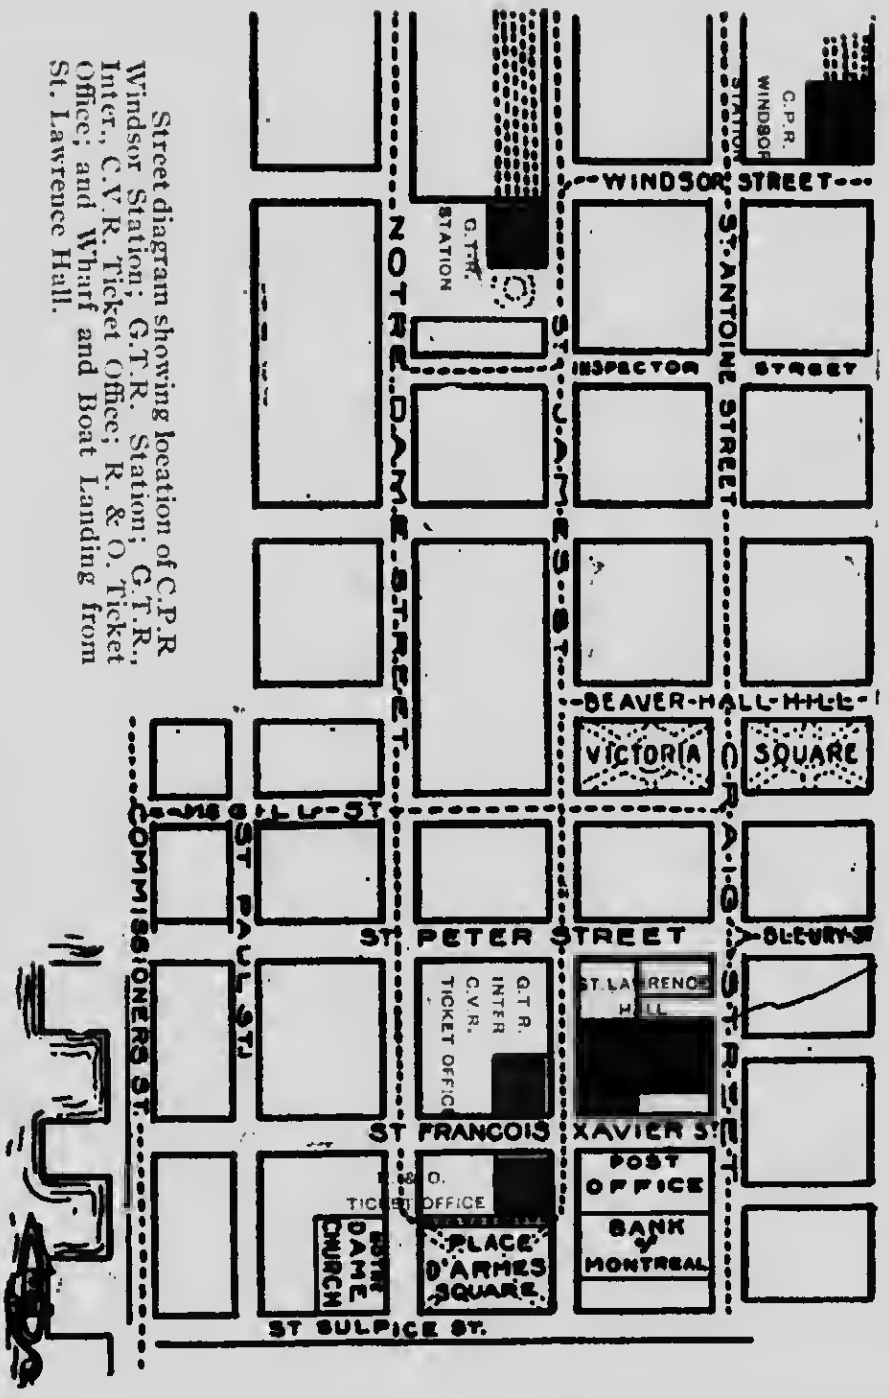 C.P.R.
WINDSOR
STATION
WINDSOR STREET
G.T.R.
STATION
NOTRE DAME STREET
ST. JAMES ST.
ST. ANTOINE STREET
INSPECTOR STREET
BEAVER HALL HILL
VICTORIA SQUARE
CRAIG STREET
MC GILL ST
ST PAUL ST.
COMMISSIONERS ST.
ST. PETER STREET
BLEURY ST
G.T.R.
INTER
C.V.R.
TICKET OFFICE
ST. LAWRENCE
HALL
ST FRANCOIS XAVIER ST
R. & O.
TICKET OFFICE
POST
OFFICE
BANK
of
MONTREAL
PLACE
D'ARMES
SQUARE
NOTRE
DAME
CHURCH
ST SULPICE ST.
Street diagram showing location of C.P.R
Windsor Station; G.T.R. Station; G.T.R.,
Inter., C.V.R. Ticket Office; R. & O. Ticket
Office; and Wharf and Boat Landing from
St. Lawrence Hall.